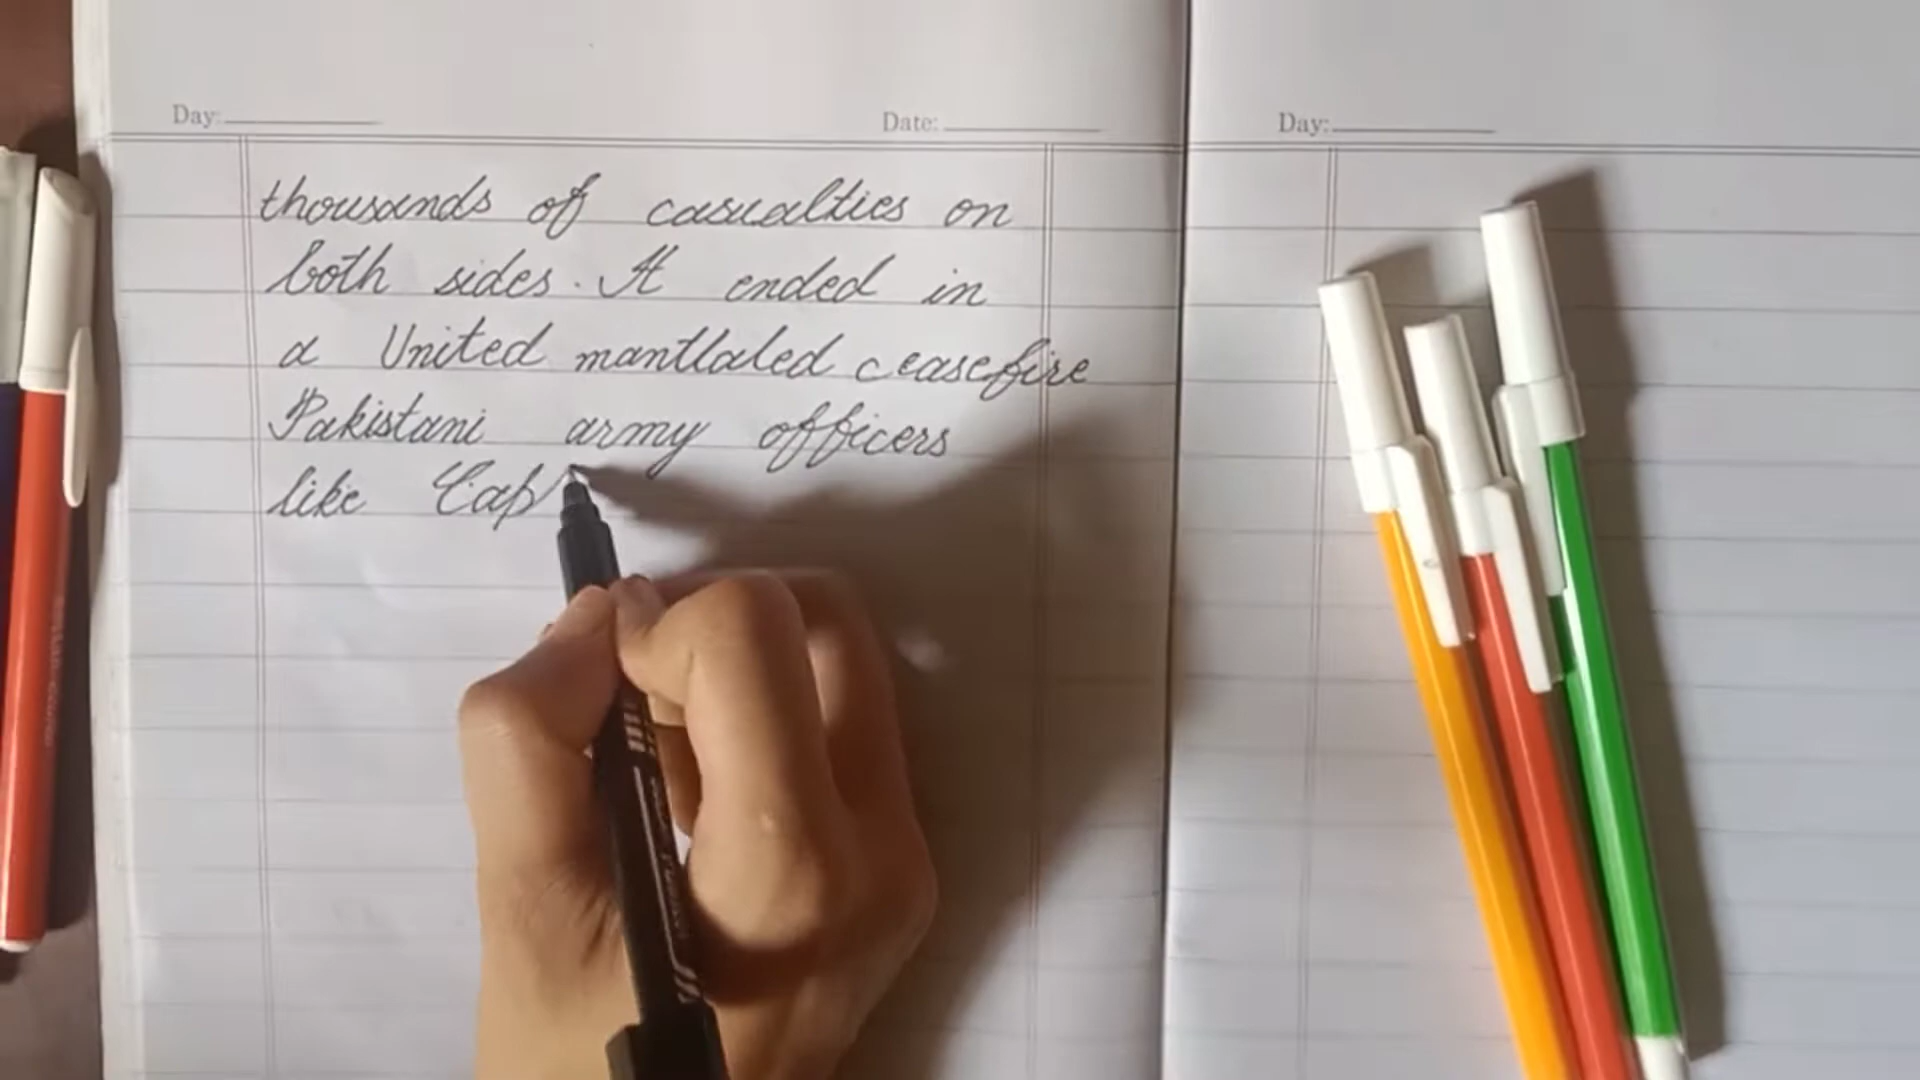 Day:
Date:
Day:
thousands of casualties on
both sides. It ended in
a United mantlaled ceasefire
Pakistani army officers
like Cap